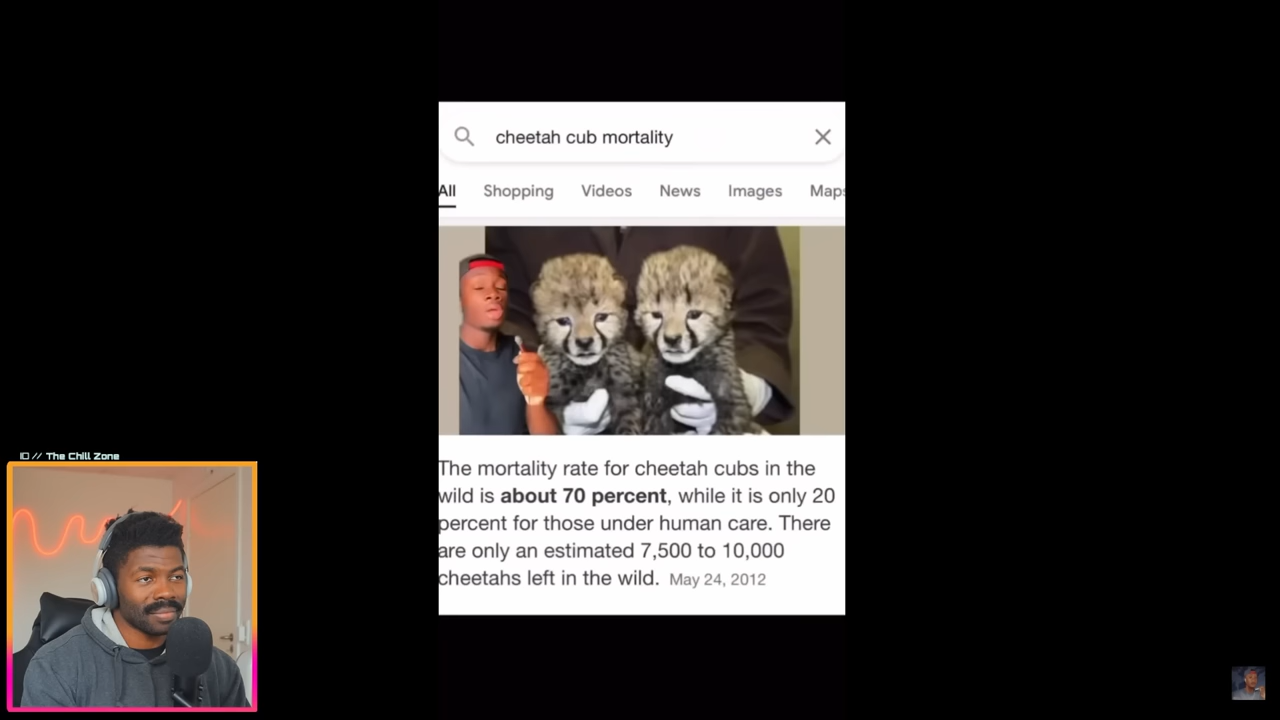 cheetah cub mortality
All Shopping Videos News Images Maps
The mortality rate for cheetah cubs in the
wild is about 70 percent, while it is only 20
percent for those under human care. There
are only an estimated 7,500 to 10,000
cheetahs left in the wild. May 24, 2012
ID // The Chill Zone